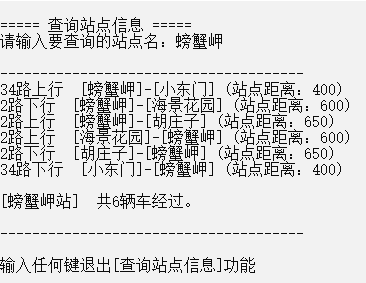 ===== 查询站点信息 =====
请输入要查询的站点名：螃蟹岬
-------------------------------------
34路上行  [螃蟹岬]-[小东门] (站点距离：400)
2路下行  [螃蟹岬]-[海景花园] (站点距离：600)
2路上行  [螃蟹岬]-[胡庄子] (站点距离：650)
2路上行  [海景花园]-[螃蟹岬] (站点距离：600)
2路下行  [胡庄子]-[螃蟹岬] (站点距离：650)
34路下行  [小东门]-[螃蟹岬] (站点距离：400)
[螃蟹岬站]  共6辆车经过。
-------------------------------------
输入任何键退出[查询站点信息]功能